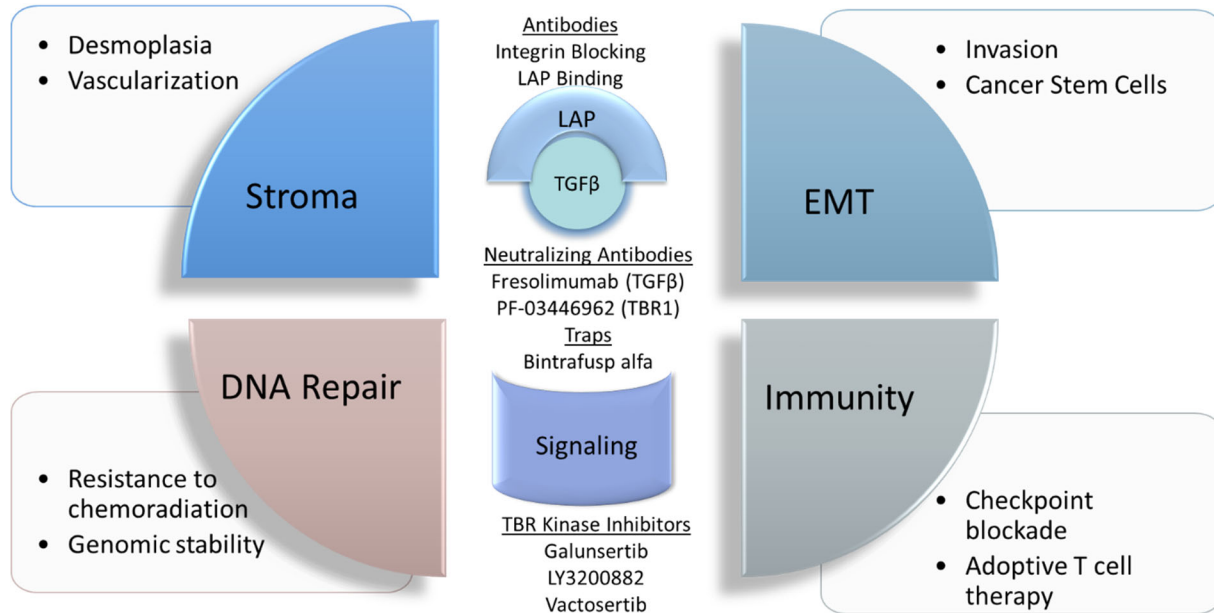 Desmoplasia
Vascularization
Stroma
Antibodies
Integrin Blocking
LAP Binding
LAP
TGFβ
Invasion
Cancer Stem Cells
EMT
Neutralizing Antibodies
Fresolimumab (TGFβ)
PF-03446962 (TBR1)
Traps
Bintrafusp alfa
DNA Repair
Resistance to
chemoradiation
Genomic stability
Signaling
TBR Kinase Inhibitors
Galunsertib
LY3200882
Vactosertib
Immunity
Checkpoint
blockade
Adoptive T cell
therapy